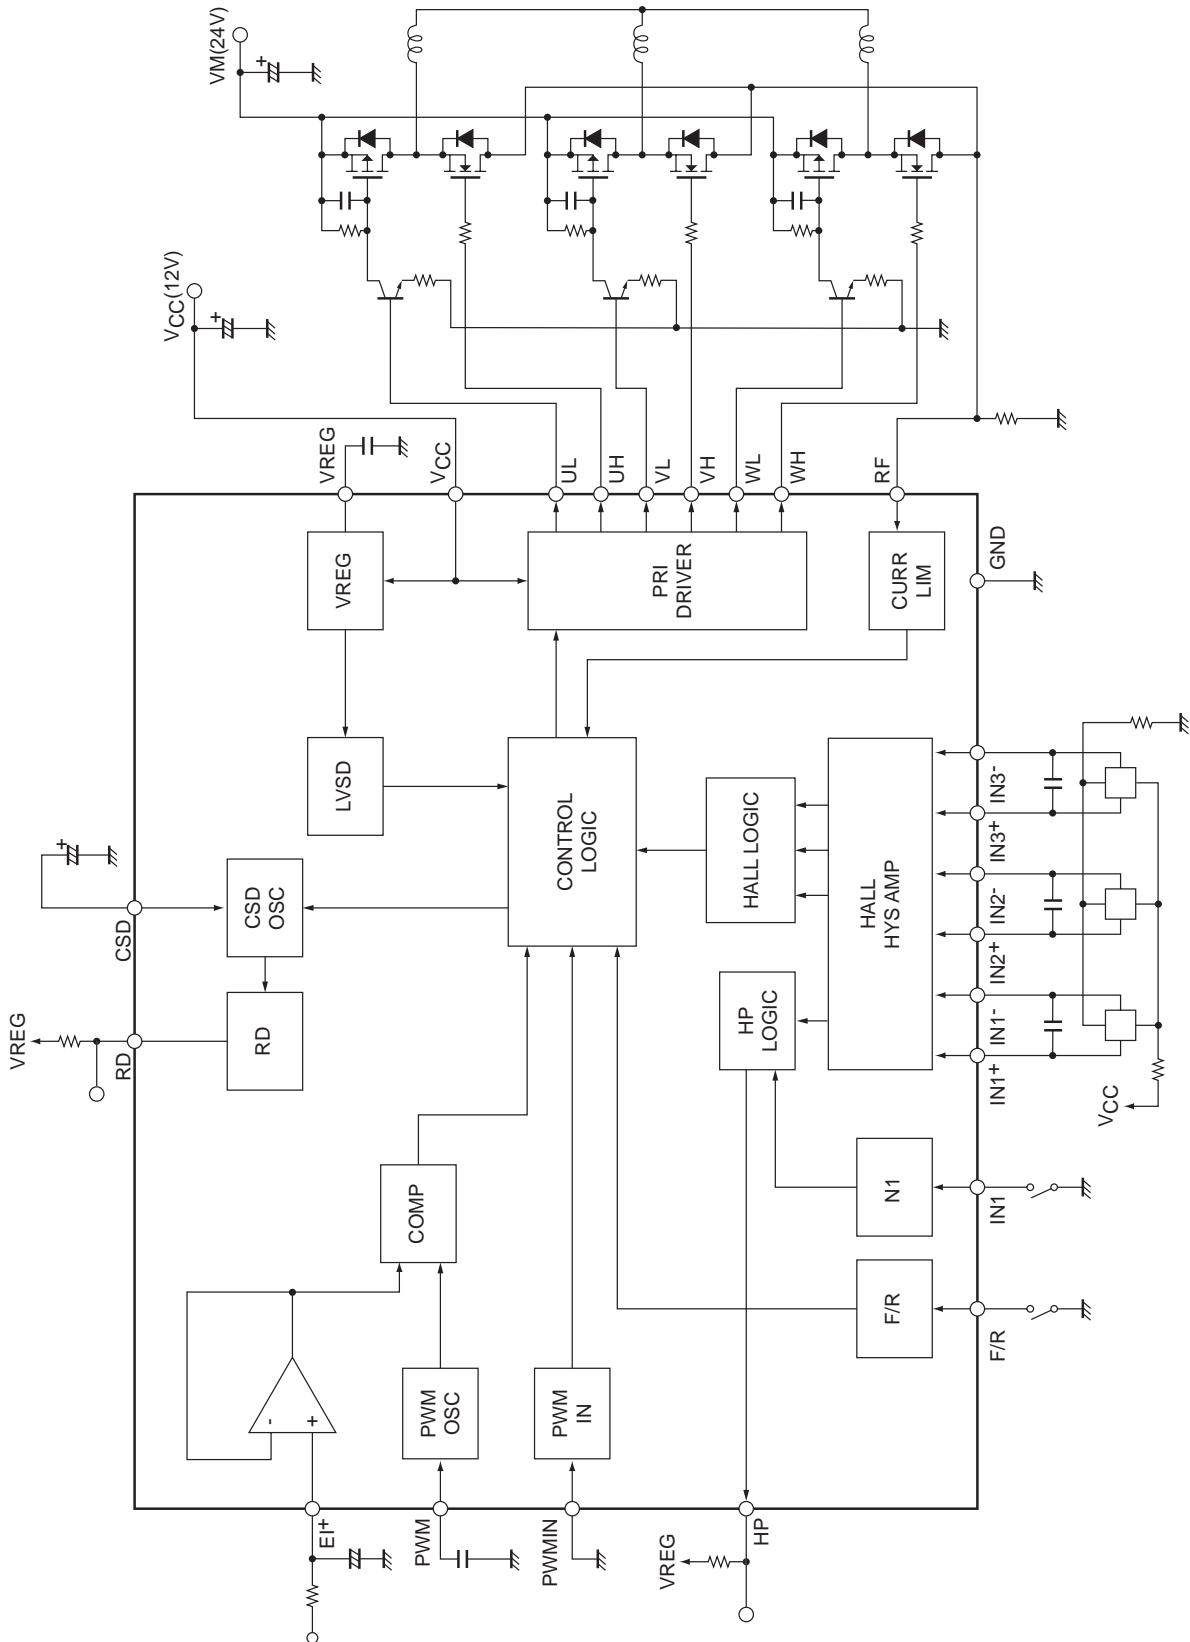 VM(24V)
+
VCC(12V)
+
VREG
VCC
UL
UH
VL
VH
WL
WH
RF
GND
VREG
PRI
DRIVER
CURR
LIM
LVSD
CONTROL
LOGIC
HALL LOGIC
HALL
HYS AMP
IN3-
IN3+
IN2-
IN2+
IN1-
IN1+
VCC
+
CSD
CSD
OSC
RD
VREG
RD
HP
LOGIC
COMP
N1
IN1
F/R
F/R
-
+
PWM
OSC
PWM
IN
EI+
PWM
PWMIN
VREG
HP